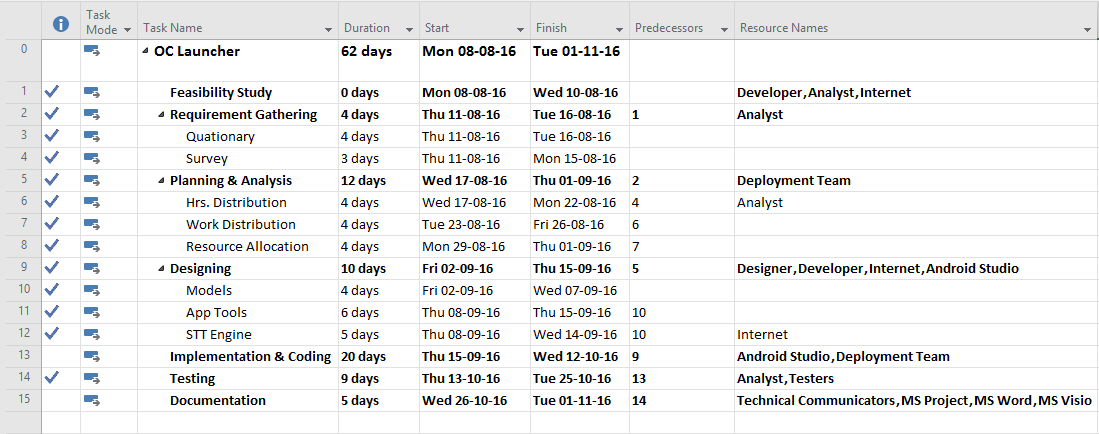 Task Mode Task Name Duration Start Finish Predecessors Resource Names
0 OC Launcher 62 days Mon 08-08-16 Tue 01-11-16
1 Feasibility Study 0 days Mon 08-08-16 Wed 10-08-16 Developer,Analyst,Internet
2 Requirement Gathering 4 days Thu 11-08-16 Tue 16-08-16 1 Analyst
3 Quationary 4 days Thu 11-08-16 Tue 16-08-16
4 Survey 3 days Thu 11-08-16 Mon 15-08-16
5 Planning & Analysis 12 days Wed 17-08-16 Thu 01-09-16 2 Deployment Team
6 Hrs. Distribution 4 days Wed 17-08-16 Mon 22-08-16 4 Analyst
7 Work Distribution 4 days Tue 23-08-16 Fri 26-08-16 6
8 Resource Allocation 4 days Mon 29-08-16 Thu 01-09-16 7
9 Designing 10 days Fri 02-09-16 Thu 15-09-16 5 Designer,Developer,Internet,Android Studio
10 Models 4 days Fri 02-09-16 Wed 07-09-16
11 App Tools 6 days Thu 08-09-16 Thu 15-09-16 10
12 STT Engine 5 days Thu 08-09-16 Wed 14-09-16 10 Internet
13 Implementation & Coding 20 days Thu 15-09-16 Wed 12-10-16 9 Android Studio,Deployment Team
14 Testing 9 days Thu 13-10-16 Tue 25-10-16 13 Analyst,Testers
15 Documentation 5 days Wed 26-10-16 Tue 01-11-16 14 Technical Communicators,MS Project,MS Word,MS Visio